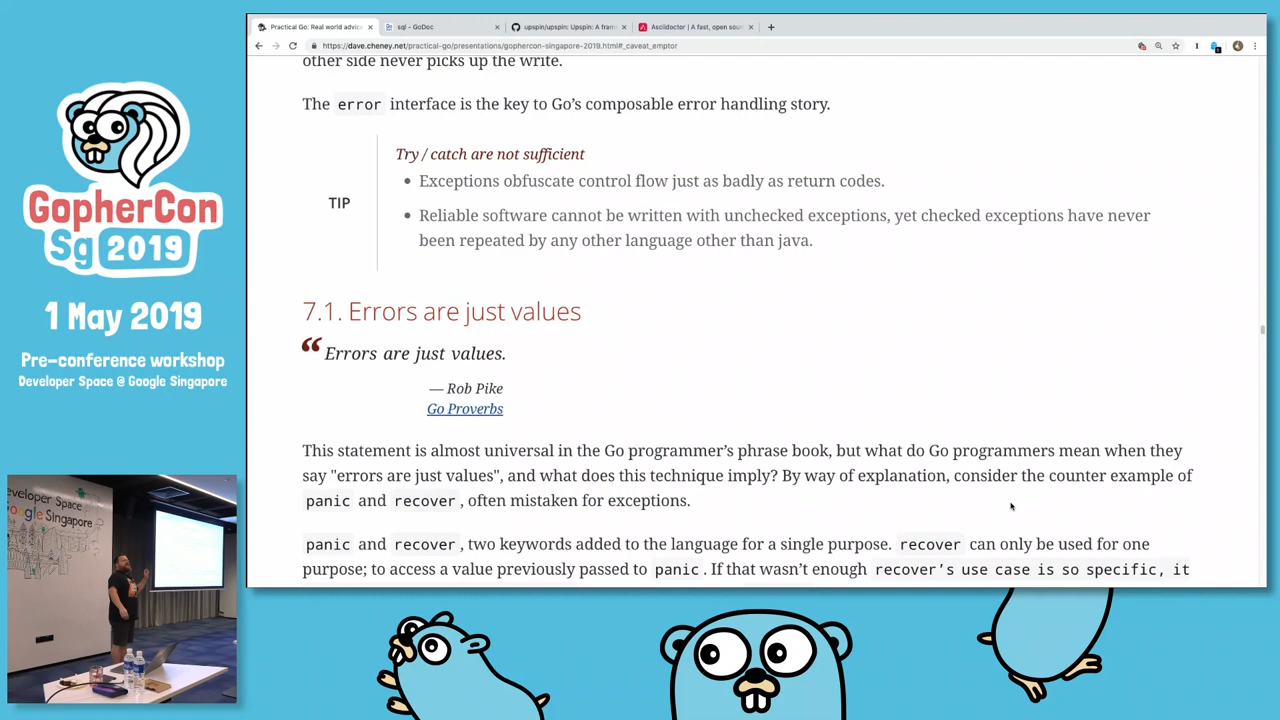 Practical Go: Real world advice
sql - GoDoc
upspin/upspin: Upspin: A fram
Asciidoctor | A fast, open sour
https://dave.cheney.net/practical-go/presentations/gophercon-singapore-2019.html#_caveat_emptor
other side never picks up the write.
The error interface is the key to Go’s composable error handling story.
TIP
Try / catch are not sufficient
Exceptions obfuscate control flow just as badly as return codes.
Reliable software cannot be written with unchecked exceptions, yet checked exceptions have never
been repeated by any other language other than java.
7.1. Errors are just values
“ Errors are just values.
— Rob Pike
Go Proverbs
This statement is almost universal in the Go programmer’s phrase book, but what do Go programmers mean when they
say "errors are just values", and what does this technique imply? By way of explanation, consider the counter example of
panic and recover, often mistaken for exceptions.
panic and recover, two keywords added to the language for a single purpose. recover can only be used for one
purpose; to access a value previously passed to panic. If that wasn’t enough recover’s use case is so specific, it
GopherCon
Sg 2019
1 May 2019
Pre-conference workshop
Developer Space @ Google Singapore
eveloper Space
Google Singapore